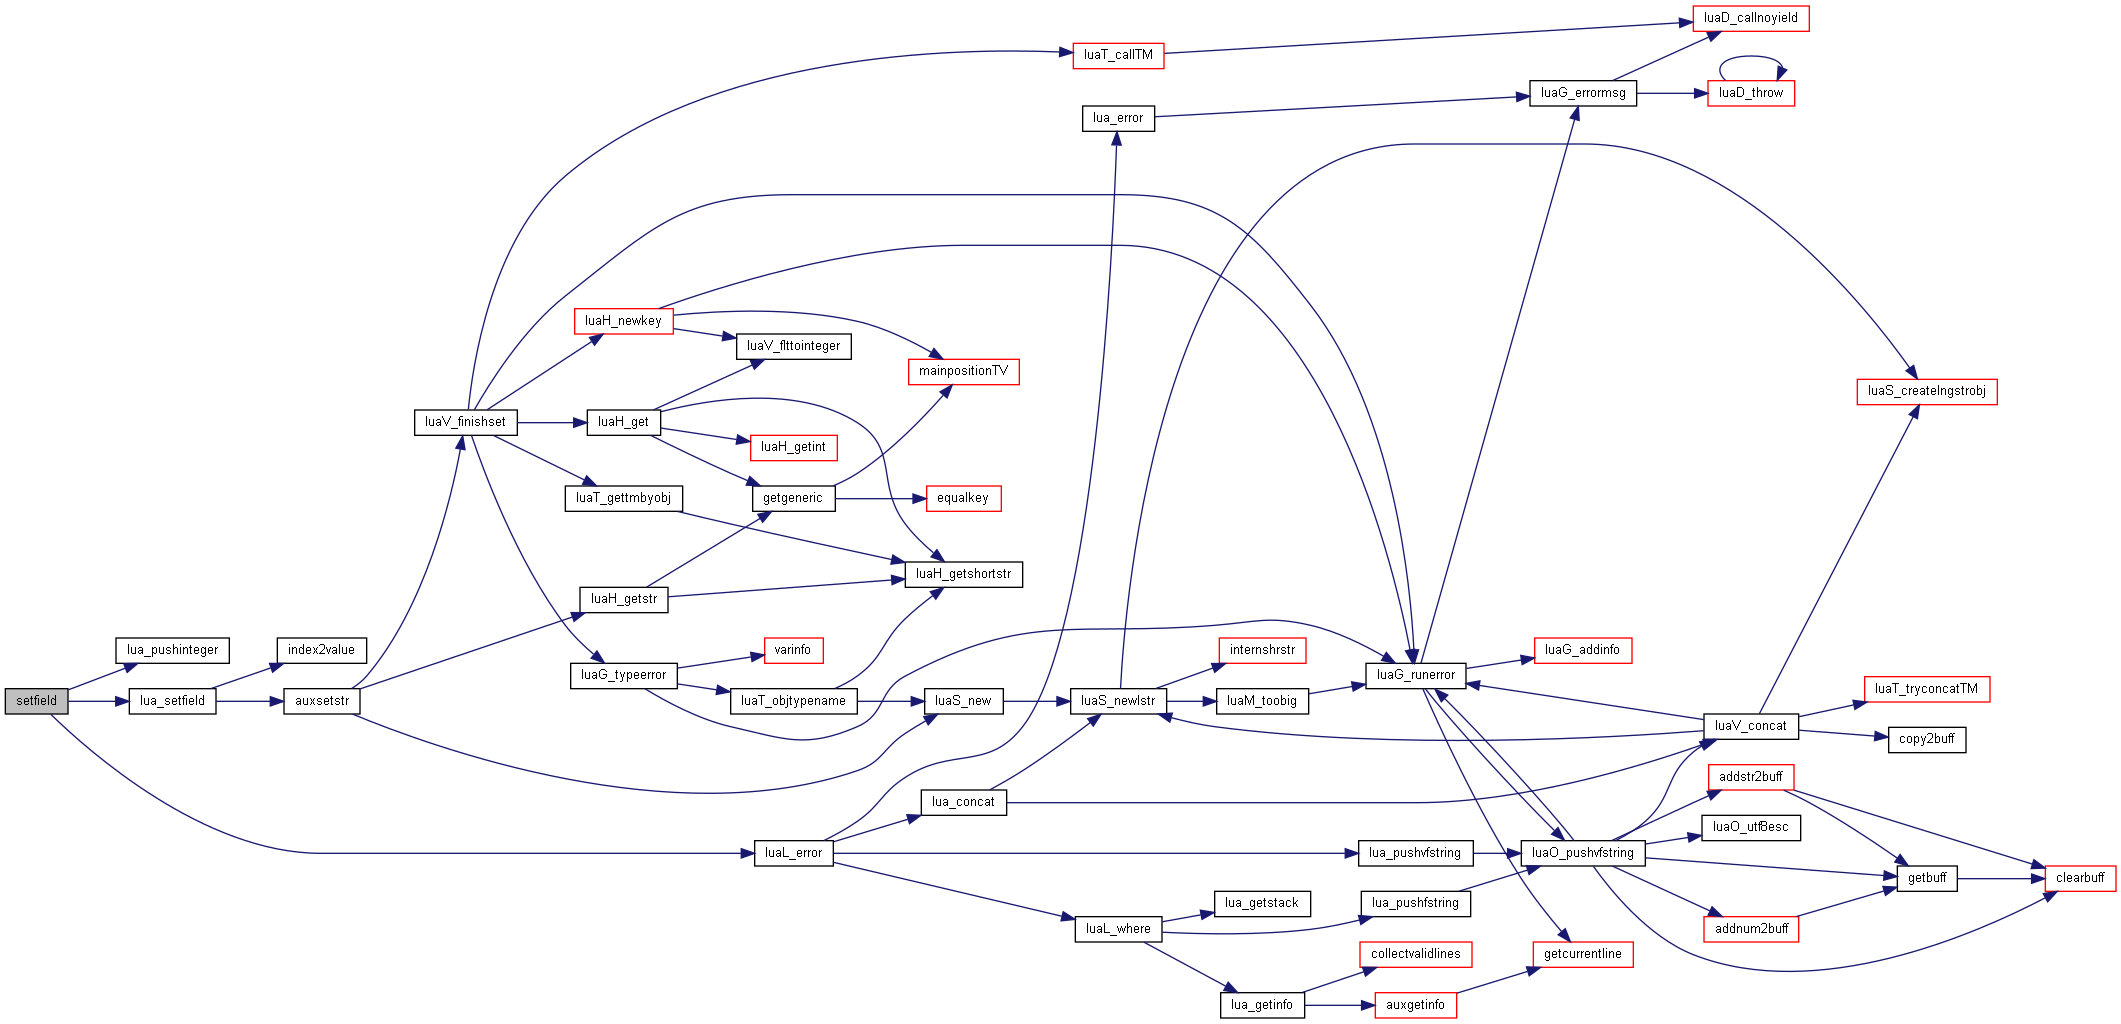 luaD_callnoyield
luaT_callTM
luaG_errormsg
luaD_throw
lua_error
luaH_newkey
luaV_flttointeger
mainpositionTV
luaS_createlngstrobj
luaV_finishset
luaH_get
luaH_getint
luaT_gettmbyobj
getgeneric
equalkey
luaH_getshortstr
luaH_getstr
lua_pushinteger
index2value
varinfo
internshrstr
luaG_addinfo
luaG_typeerror
luaG_runerror
luaT_tryconcatTM
setfield
lua_setfield
auxsetstr
luaT_objtypename
luaS_new
luaS_newlstr
luaM_toobig
luaV_concat
copy2buff
addstr2buff
lua_concat
luaO_utf8esc
luaL_error
lua_pushvfstring
luaO_pushvfstring
getbuff
clearbuff
lua_getstack
lua_pushfstring
luaL_where
addnum2buff
collectvalidlines
getcurrentline
lua_getinfo
auxgetinfo